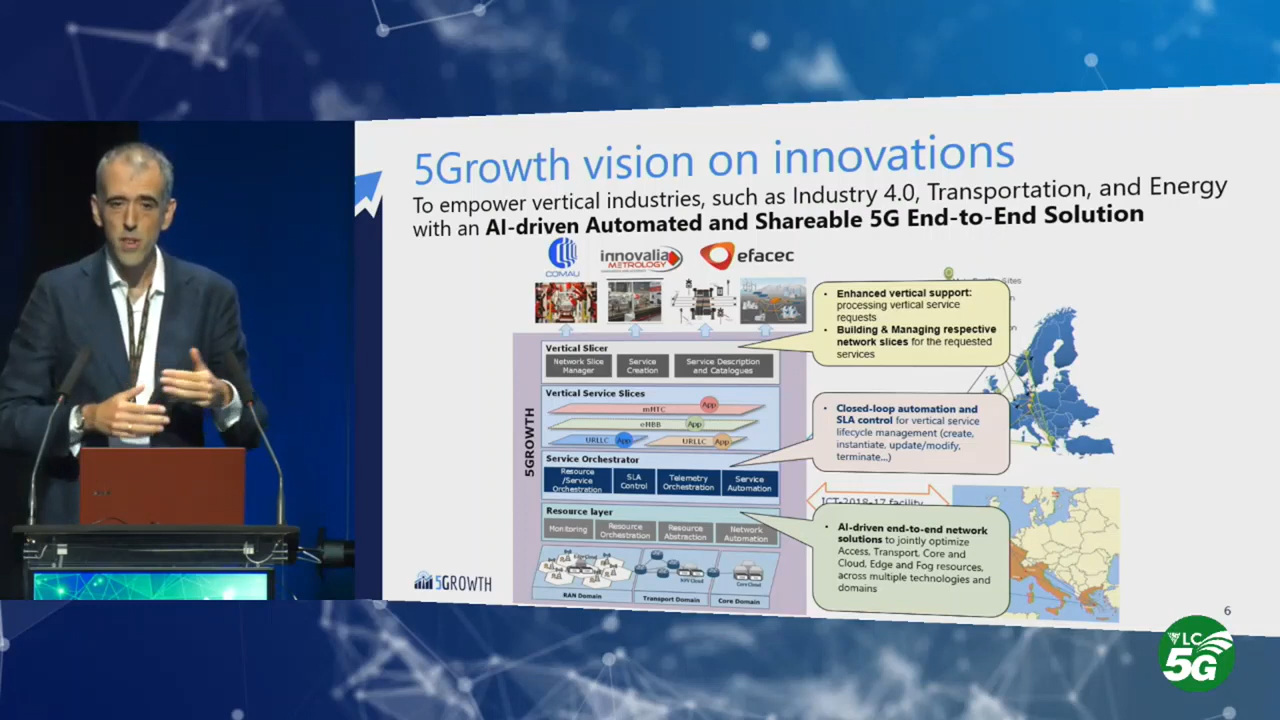 5Growth vision on innovations
To empower vertical industries, such as Industry 4.0, Transportation, and Energy
with an AI-driven Automated and Shareable 5G End-to-End Solution
COMAU
innovalia
METROLOGY
efacec
Sites
5GROWTH
Vertical Slicer
Network Slice
Manager
Service
Creation
Service Description
and Catalogues
Vertical Service Slices
mMTC
App
eMBB
App
URLLC
App
URLLC
App
Service Orchestrator
Resource
/Service
Orchestration
SLA
Control
Telemetry
Orchestration
Service
Automation
Resource layer
Monitoring
Resource
Orchestration
Resource
Abstraction
Network
Automation
RAN Domain
Transport Domain
Core Domain
• Enhanced vertical support:
processing vertical service
requests
• Building & Managing respective
network slices for the requested
services
• Closed-loop automation and
SLA control for vertical service
lifecycle management (create,
instantiate, update/modify,
terminate...)
ICT-2018-17 facility
• AI-driven end-to-end network
solutions to jointly optimize
Access, Transport, Core and
Cloud, Edge and Fog resources,
across multiple technologies and
domains
5GROWTH
6
VLC
5G